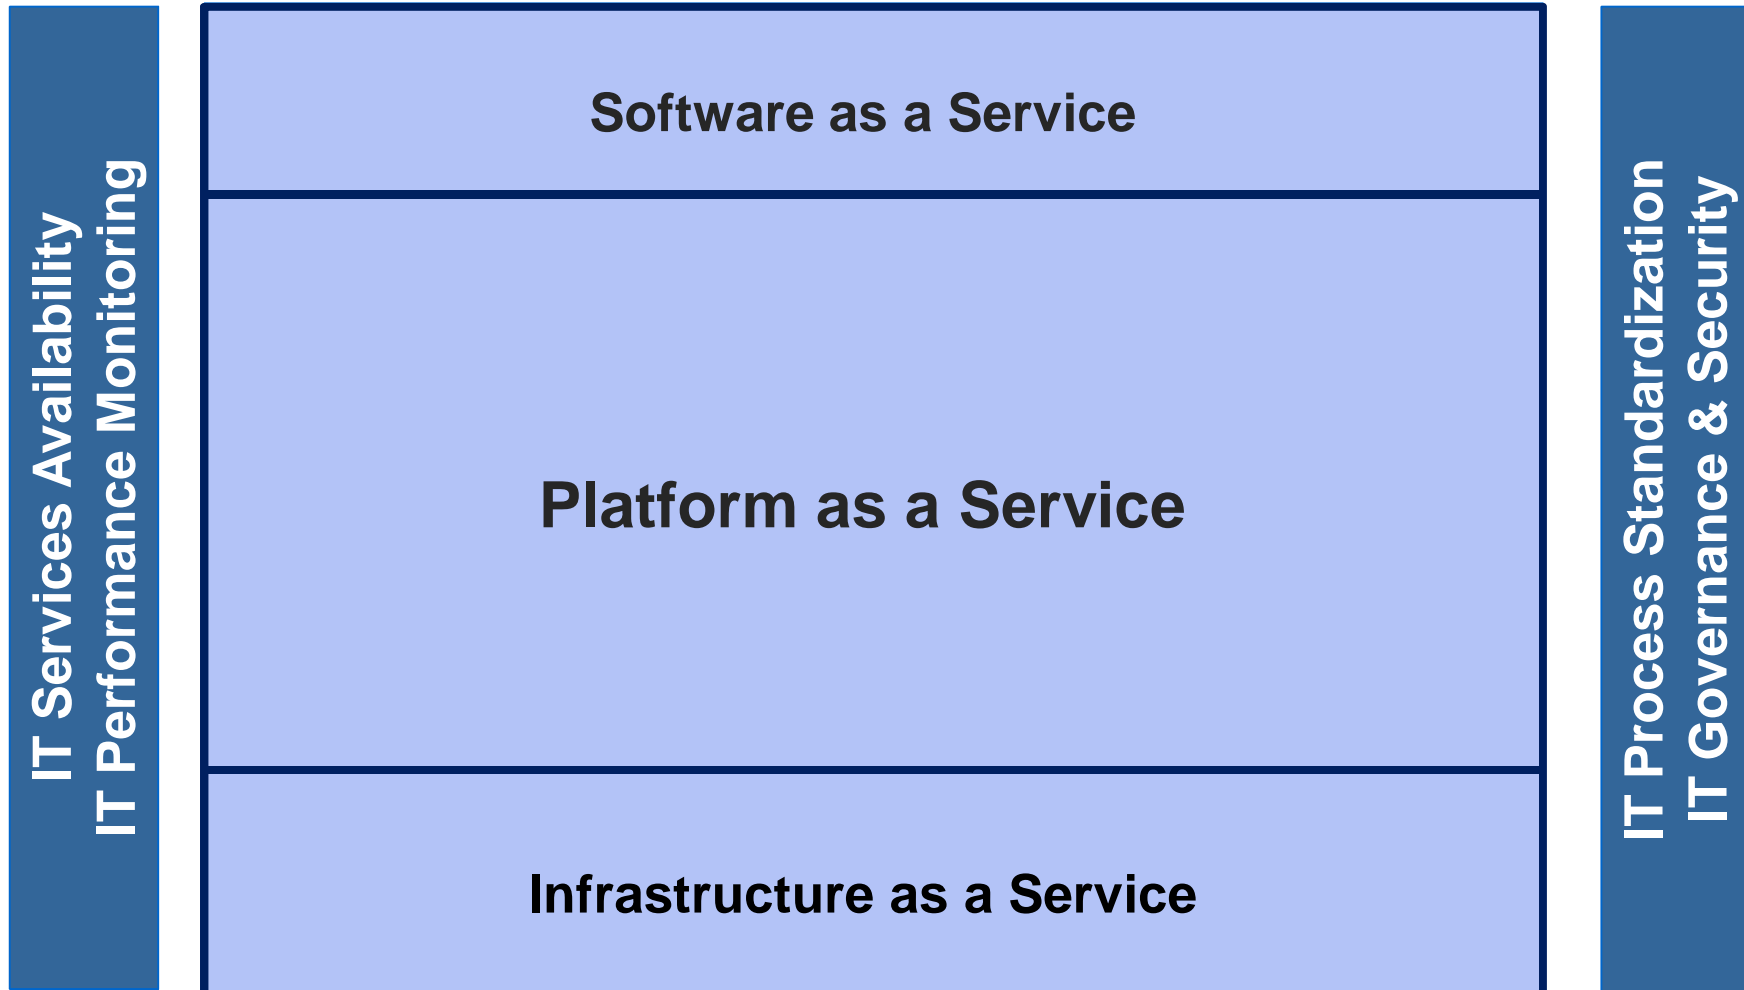 IT Services Availability
IT Performance Monitoring
Software as a Service
Platform as a Service
Infrastructure as a Service
IT Process Standardization
IT Governance & Security